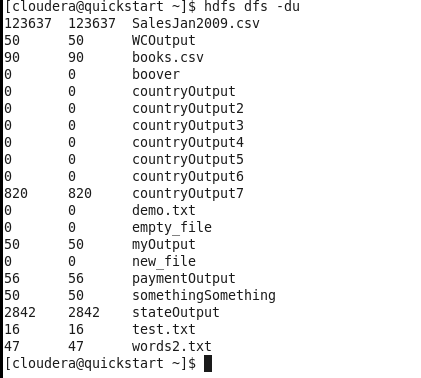 [cloudera@quickstart ~]$ hdfs dfs -du
123637  123637  SalesJan2009.csv
50      50      WCOutput
90      90      books.csv
0       0       boover
0       0       countryOutput
0       0       countryOutput2
0       0       countryOutput3
0       0       countryOutput4
0       0       countryOutput5
0       0       countryOutput6
820     820     countryOutput7
0       0       demo.txt
0       0       empty_file
50      50      myOutput
0       0       new_file
56      56      paymentOutput
50      50      somethingSomething
2842    2842    stateOutput
16      16      test.txt
47      47      words2.txt
[cloudera@quickstart ~]$